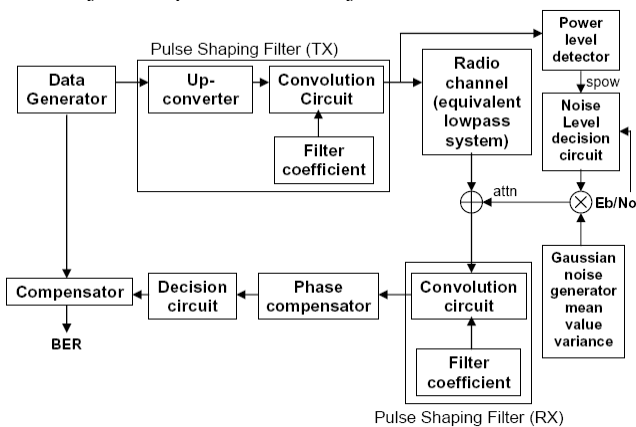 Pulse Shaping Filter (TX)
Data
Generator
Up-
converter
Convolution
Circuit
Filter
coefficient
Radio
channel
(equivalent
lowpass
system)
Power
level
detector
spow
Noise
Level
decision
circuit
attn
Eb/No
Gaussian
noise
generator
mean
value
variance
Compensator
Decision
circuit
Phase
compensator
Convolution
circuit
Filter
coefficient
BER
Pulse Shaping Filter (RX)